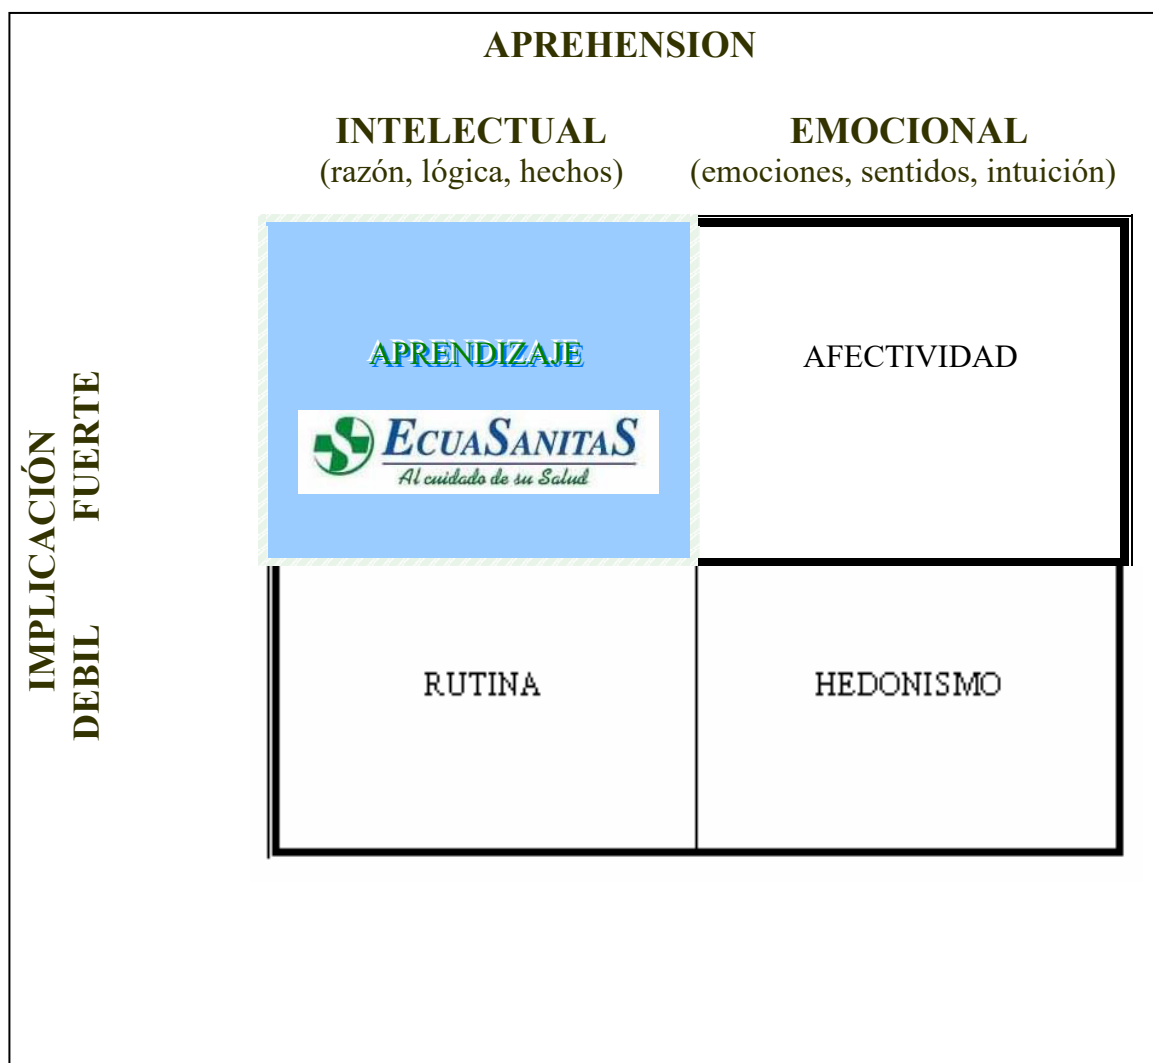 APREHENSION
INTELECTUAL
(razón, lógica, hechos)
EMOCIONAL
(emociones, sentidos, intuición)
IMPLICACIÓN
FUERTE
DEBIL
APRENDIZAJE
ECUASANITAS
Al cuidado de su Salud
AFECTIVIDAD
RUTINA
HEDONISMO